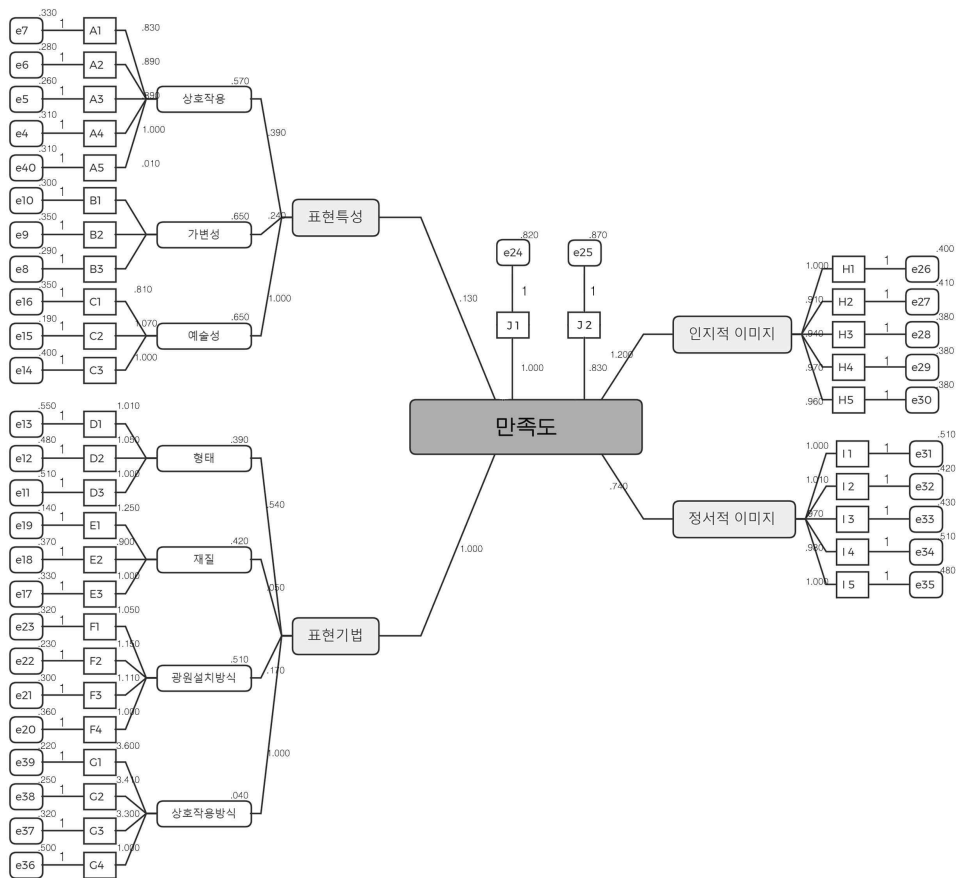 .330
e7 1 A1 .830
.280
e6 1 A2 .890
.260 .570
e5 1 A3 .890 상호작용
.310
e4 1 A4 1.000 .390
.310
e40 1 A5 .010
.300
e10 1 B1
표현특성
.350 .650 .240
e9 1 B2 가변성
.290
e8 1 B3
.350
e16 1 C1 .810
.190 .650 1.000
e15 1 C2 1.070 예술성
.400
e14 1 C3 1.000
.130
.820 .870
e24 e25
1 1
J1 J2
1.000 .830
만족도
1.200
인지적 이미지
.400
1.000 H1 1 e26
.410
.910 H2 1 e27
.380
.940 H3 1 e28
.380
.970 H4 1 e29
.380
.960 H5 1 e30
.740
정서적 이미지
.510
1.000 I1 1 e31
.420
1.010 I2 1 e32
.430
.970 I3 1 e33
.510
.980 I4 1 e34
.480
1.000 I5 1 e35
.550 1.010
e13 1 D1
.480 1.050 .390
e12 1 D2 형태
.510 1.000
e11 1 D3 .540
.140 1.250
e19 1 E1
.370 .900 .420
e18 1 E2 재질
1.000
.330 1.000
e17 1 E3 .050
.320 1.050
e23 1 F1
표현기법
.230 1.150
e22 1 F2
.510 .170
광원설치방식
.300 1.110
e21 1 F3
.360 1.000
e20 1 F4
.220 3.600 1.000
e39 1 G1
.250 3.410 .040
e38 1 G2
상호작용방식
.320 3.300
e37 1 G3
.500 1.000
e36 1 G4